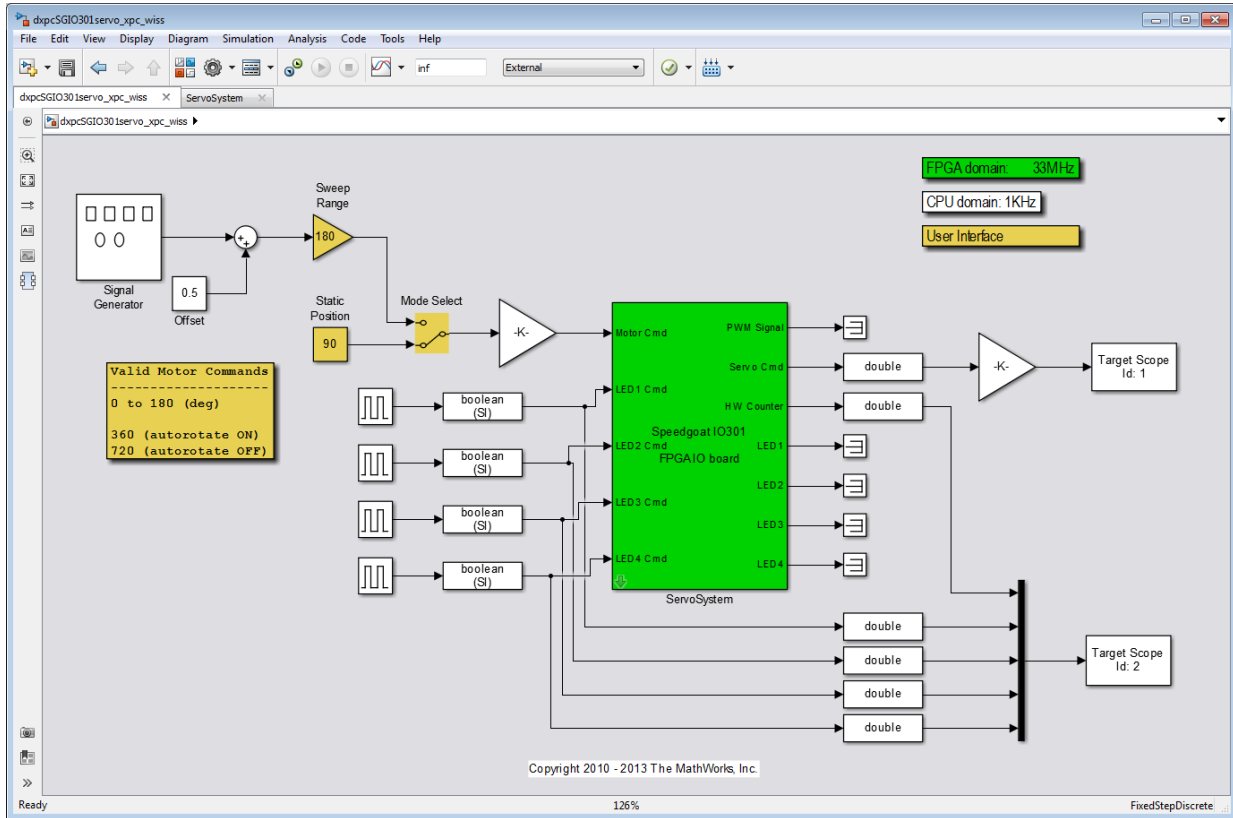 dxpcSGIO301servo_xpc_wiss
File Edit View Display Diagram Simulation Analysis Code Tools Help
inf External
dxpcSGIO301servo_xpc_wiss ServoSystem
dxpcSGIO301servo_xpc_wiss
FPGA domain: 33MHz
CPU domain: 1KHz
User Interface
Sweep
Range
180
Signal
Generator
0.5
Offset
Static
Position
90
Mode Select
-K-
Valid Motor Commands
--------------------
0 to 180 (deg)
360 (autorotate ON)
720 (autorotate OFF)
boolean
(SI)
boolean
(SI)
boolean
(SI)
boolean
(SI)
Motor Cmd
LED1 Cmd
LED2 Cmd
LED3 Cmd
LED4 Cmd
Speedgoat IO301
FPGAIO board
PWM Signal
Servo Cmd
HW Counter
LED1
LED2
LED3
LED4
ServoSystem
double
double
-K-
Target Scope
Id: 1
double
double
double
double
Target Scope
Id: 2
Copyright 2010 - 2013 The MathWorks, Inc.
Ready 126% FixedStepDiscrete